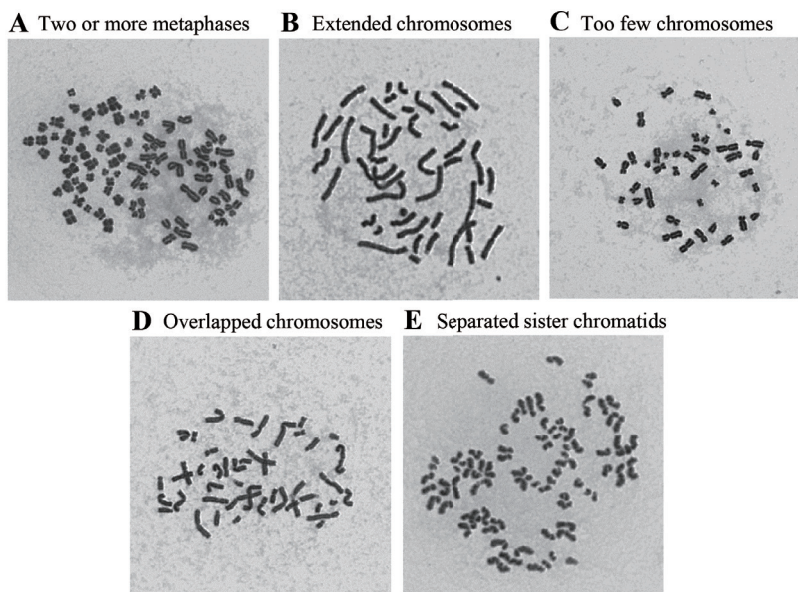 A Two or more metaphases
B Extended chromosomes
C Too few chromosomes
D Overlapped chromosomes
E Separated sister chromatids